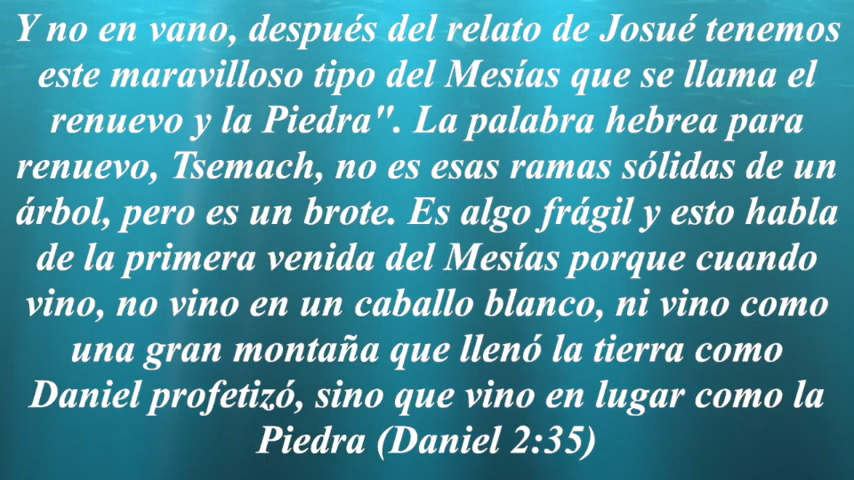 Y no en vano, después del relato de Josué tenemos
este maravilloso tipo del Mesías que se llama el
renuevo y la Piedra". La palabra hebrea para
renuevo, Tsemach, no es esas ramas sólidas de un
árbol, pero es un brote. Es algo frágil y esto habla
de la primera venida del Mesías porque cuando
vino, no vino en un caballo blanco, ni vino como
una gran montaña que llenó la tierra como
Daniel profetizó, sino que vino en lugar como la
Piedra (Daniel 2:35)